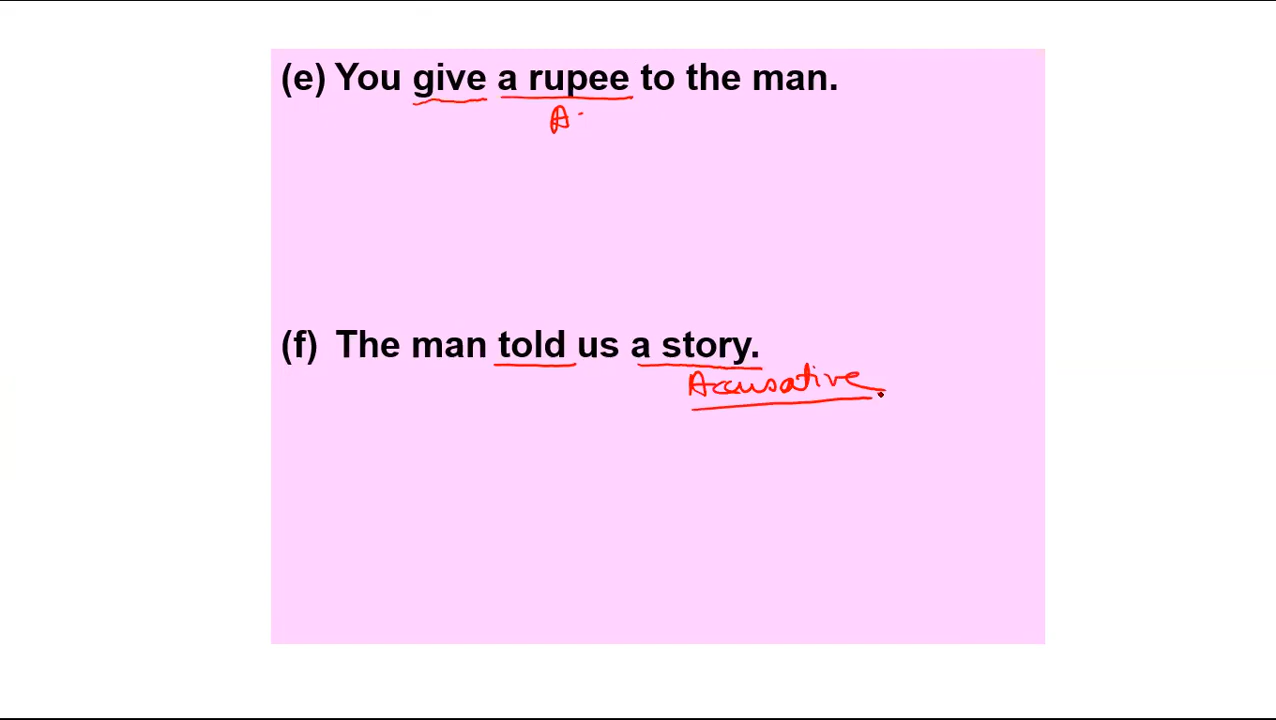 (e) You give a rupee to the man.
A.
(f) The man told us a story.
Accusative